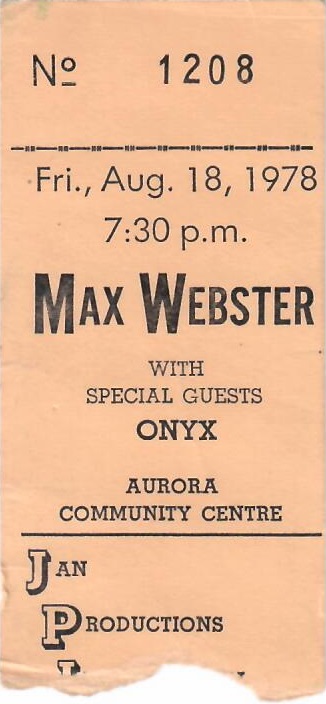 Nº 1208
Fri., Aug. 18, 1978
7:30 p.m.
MAX WEBSTER
WITH
SPECIAL GUESTS
ONYX
AURORA
COMMUNITY CENTRE
JAN
PRODUCTIONS